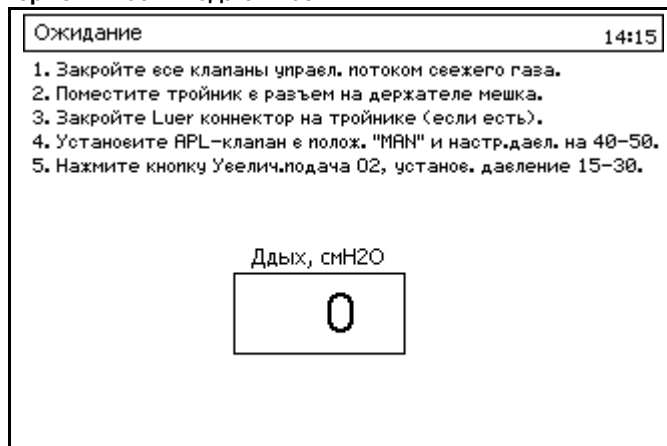 Ожидание 14:15
1. Закройте все клапаны управл. потоком свежего газа.
2. Поместите тройник в разъем на держателе мешка.
3. Закройте Luer коннектор на тройнике (если есть).
4. Установите APL-клапан в полож. "MAN" и настр.давл. на 40-50.
5. Нажмите кнопку Увелич.подача O2, установ. давление 15-30.
Ддых, смH2O
0